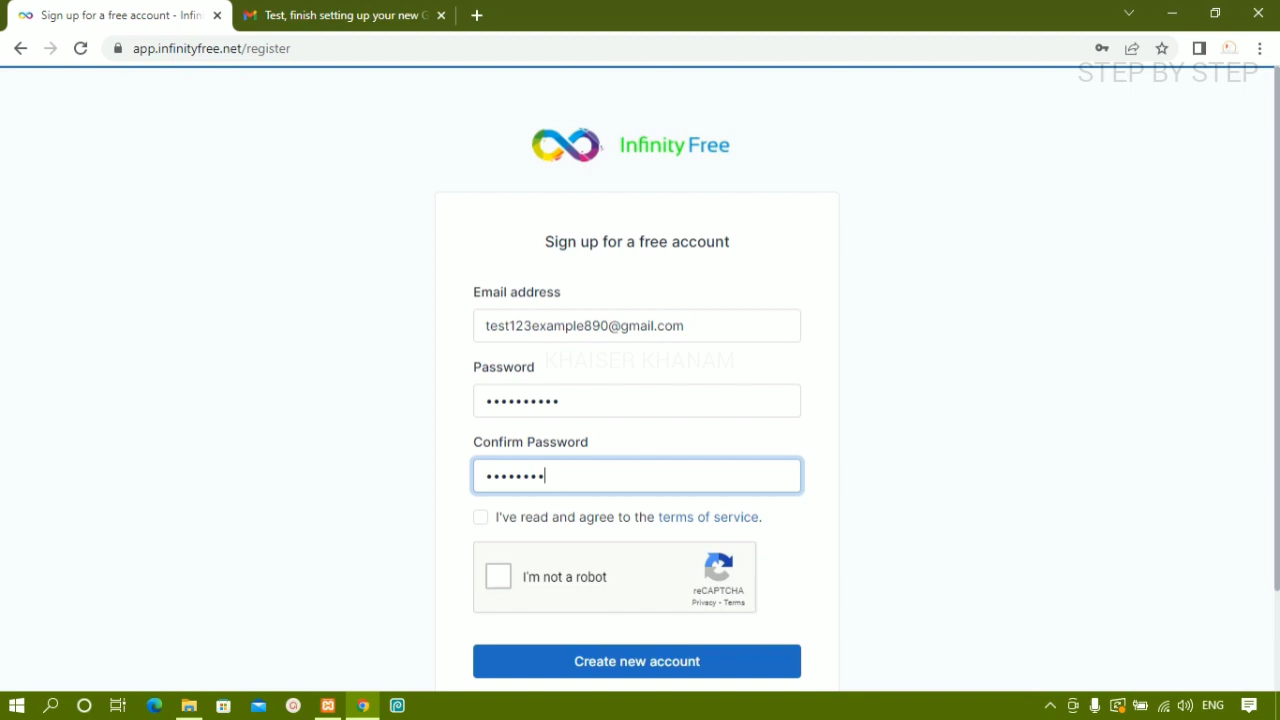 Sign up for a free account - Infin
Test, finish setting up your new G
app.infinityfree.net/register
STEP BY STEP
Infinity Free
Sign up for a free account
Email address
test123example890@gmail.com
KHAISER KHANAM
Password
••••••••••
Confirm Password
••••••••
I've read and agree to the terms of service.
I'm not a robot
reCAPTCHA
Privacy - Terms
Create new account
ENG